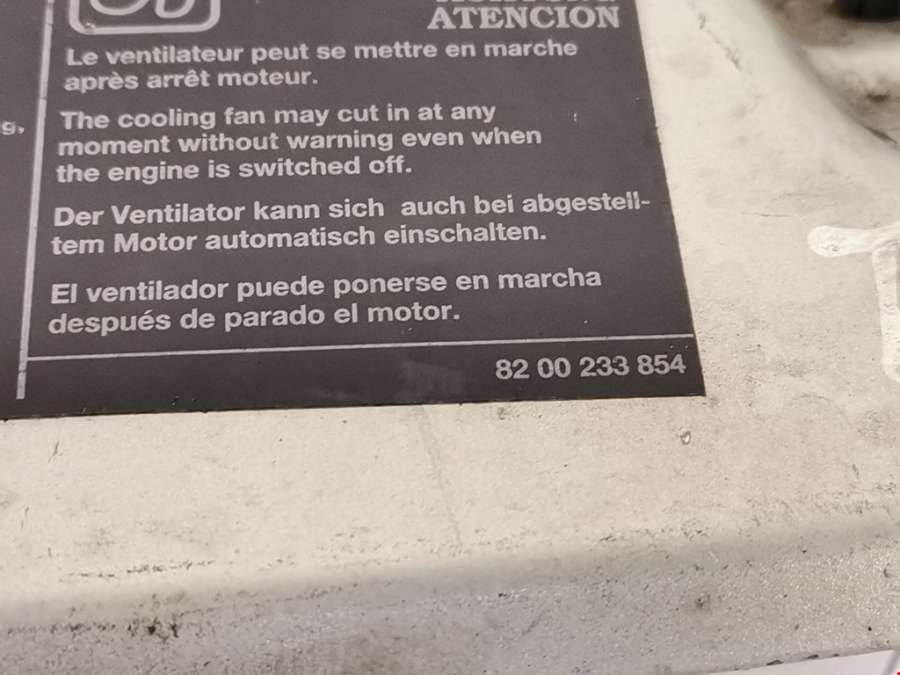 ATENCION
Le ventilateur peut se mettre en marche
après arrêt moteur.
g,
The cooling fan may cut in at any
moment without warning even when
the engine is switched off.
Der Ventilator kann sich auch bei abgestell-
tem Motor automatisch einschalten.
El ventilador puede ponerse en marcha
después de parado el motor.
82 00 233 854